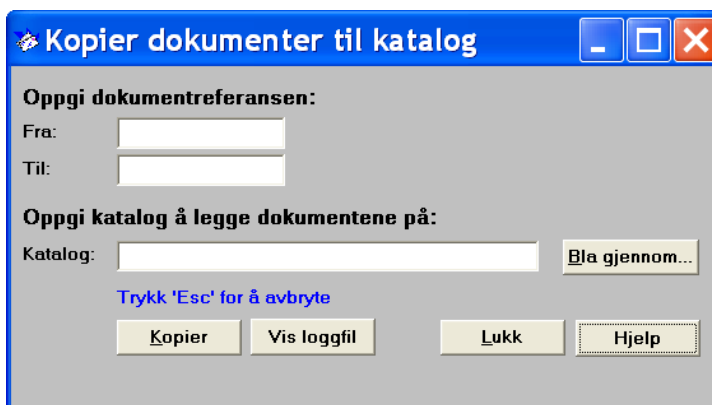 Kopier dokumenter til katalog
Oppgi dokumentreferansen:
Fra:
Til:
Oppgi katalog å legge dokumentene på:
Katalog:
Bla gjennom...
Trykk 'Esc' for å avbryte
Kopier
Vis loggfil
Lukk
Hjelp